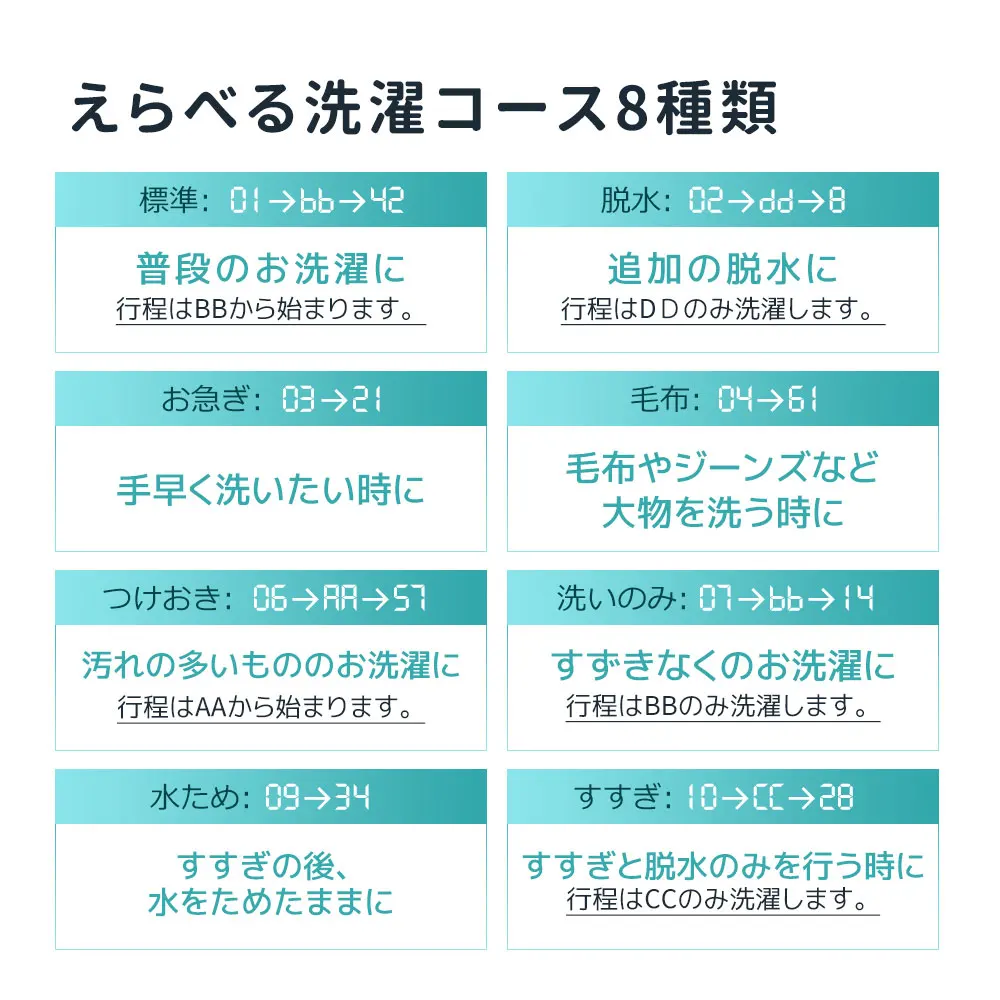 えらべる洗濯コース8種類
標準: 01→bb→42
普段のお洗濯に
行程はBBから始まります。
脱水: 02→dd→8
追加の脱水に
行程はDＤのみ洗濯します。
お急ぎ: 03→21
手早く洗いたい時に
毛布: 04→61
毛布やジーンズなど
大物を洗う時に
つけおき: 06→AA→57
汚れの多いもののお洗濯に
行程はAAから始まります。
洗いのみ: 07→bb→14
すずきなくのお洗濯に
行程はBBのみ洗濯します。
水ため: 09→34
すすぎの後、
水をためたままに
すすぎ: 10→CC→28
すすぎと脱水のみを行う時に
行程はCCのみ洗濯します。